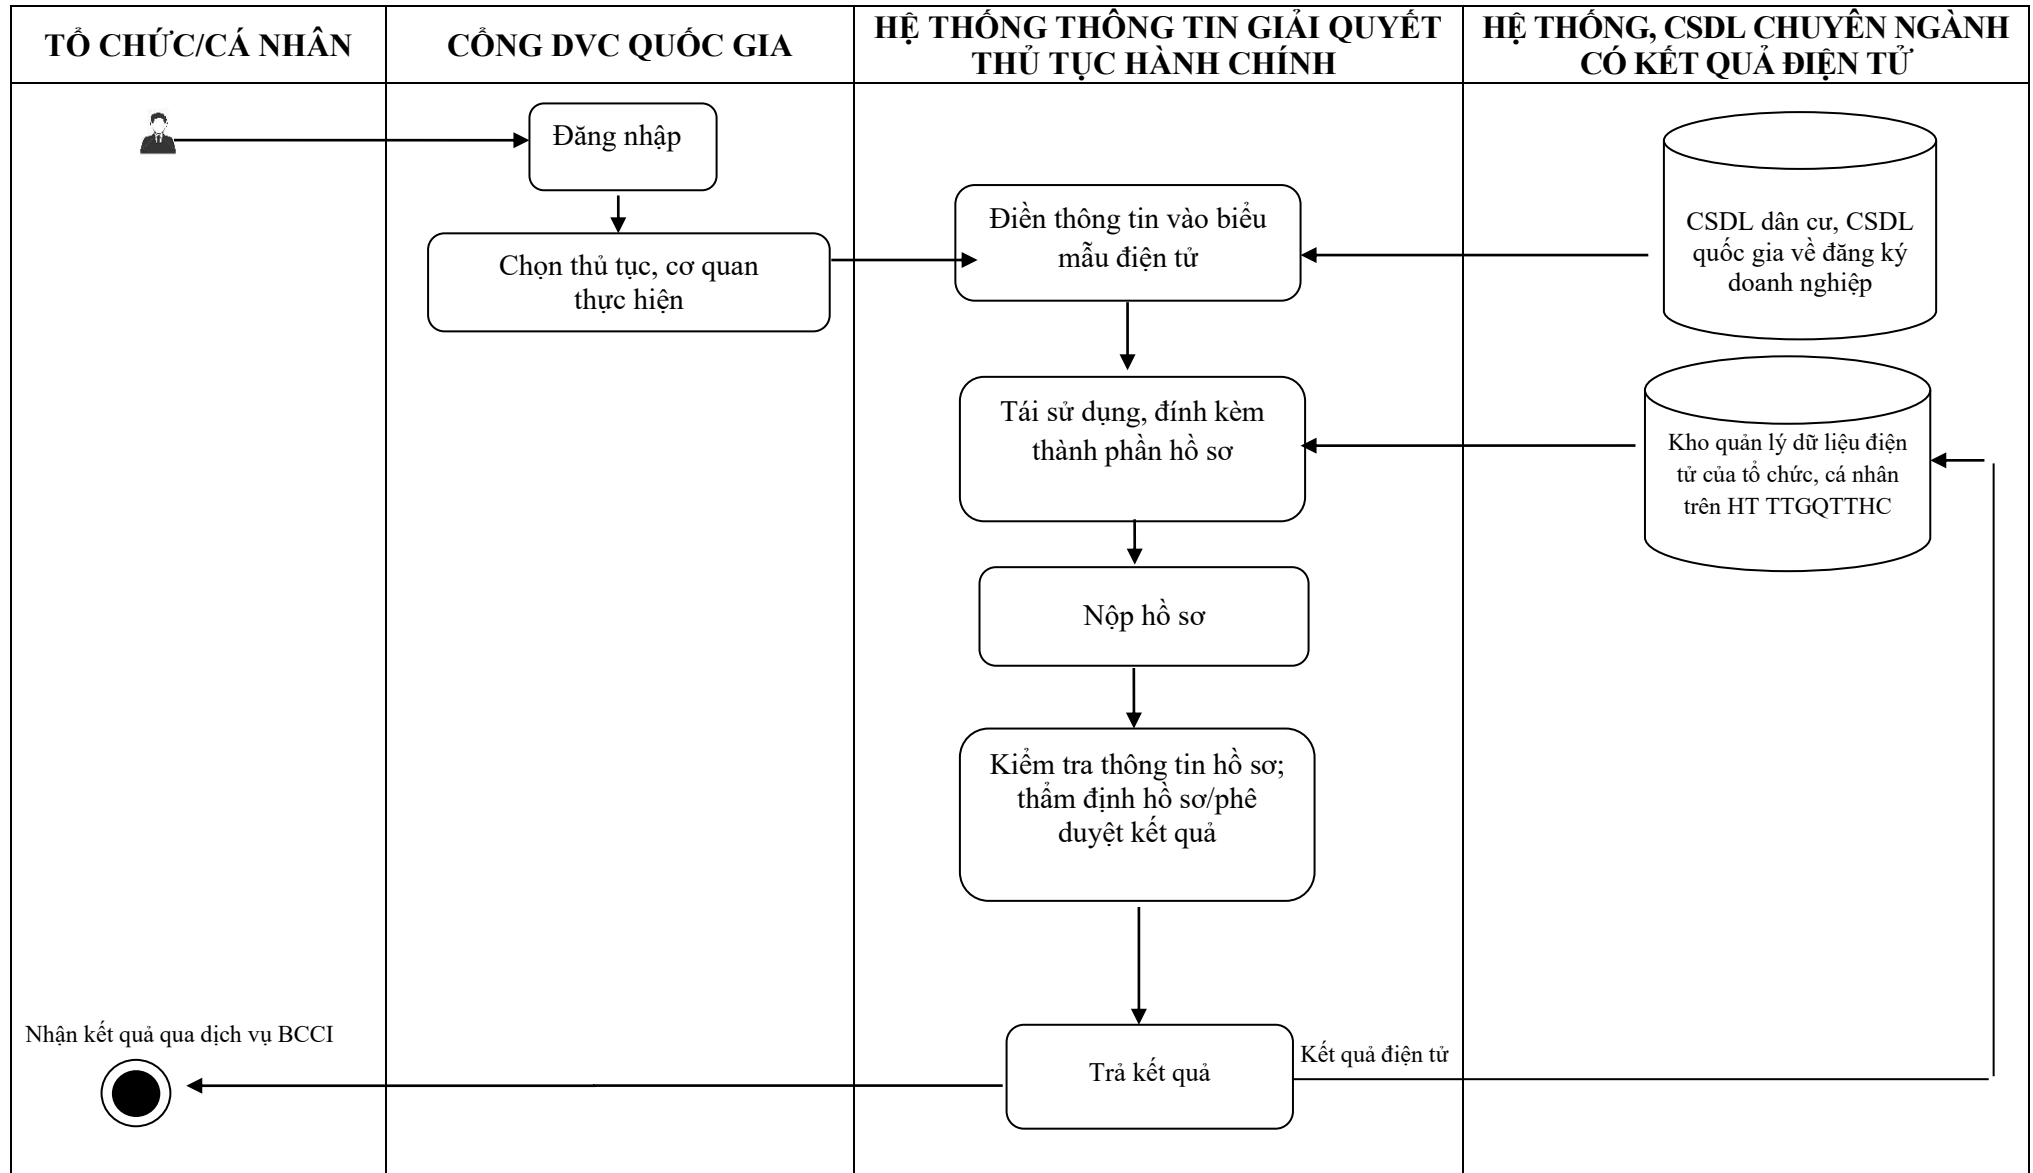 TỔ CHỨC/CÁ NHÂN
CỔNG DVC QUỐC GIA
HỆ THỐNG THÔNG TIN GIẢI QUYẾT
THỦ TỤC HÀNH CHÍNH
HỆ THỐNG, CSDL CHUYÊN NGÀNH
CÓ KẾT QUẢ ĐIỆN TỬ
Đăng nhập
Chọn thủ tục, cơ quan
thực hiện
Điền thông tin vào biểu
mẫu điện tử
CSDL dân cư, CSDL
quốc gia về đăng ký
doanh nghiệp
Tái sử dụng, đính kèm
thành phần hồ sơ
Kho quản lý dữ liệu điện
tử của tổ chức, cá nhân
trên HT TTGQTTHC
Nộp hồ sơ
Kiểm tra thông tin hồ sơ;
thẩm định hồ sơ/phê
duyệt kết quả
Nhận kết quả qua dịch vụ BCCI
Trả kết quả
Kết quả điện tử